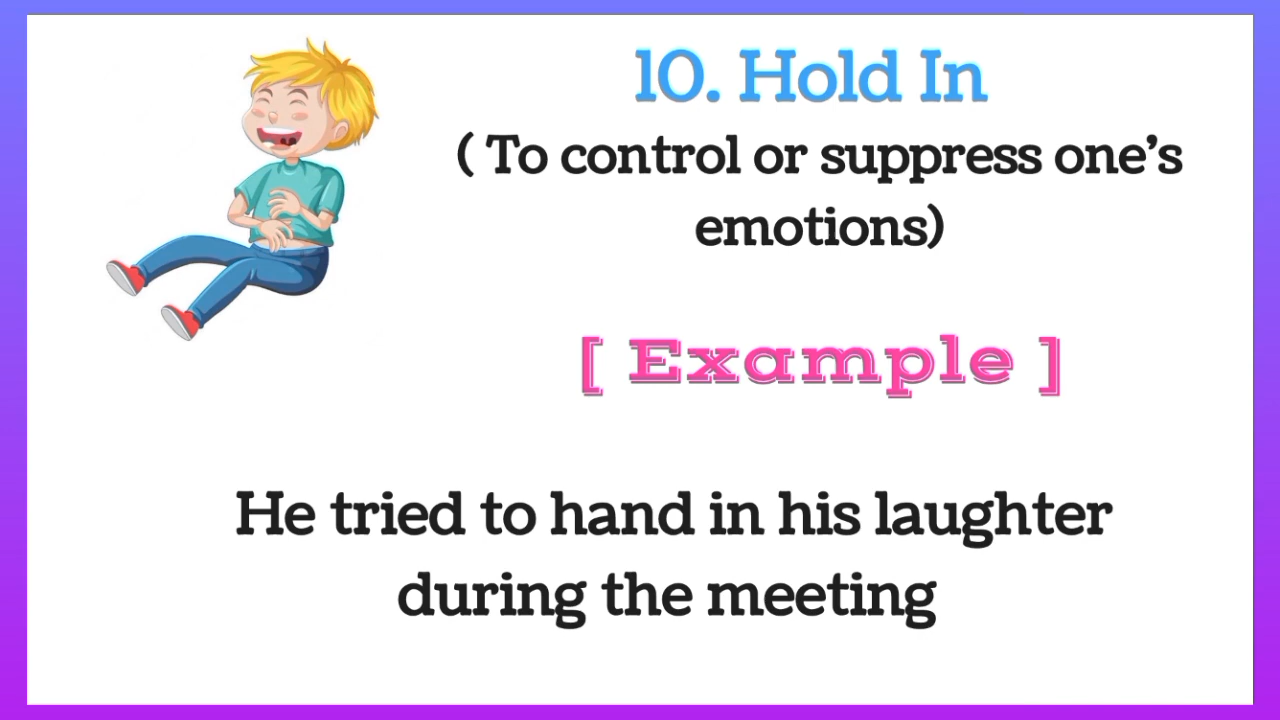 10. Hold In
( To control or suppress one's
emotions)
[ Example ]
He tried to hand in his laughter
during the meeting